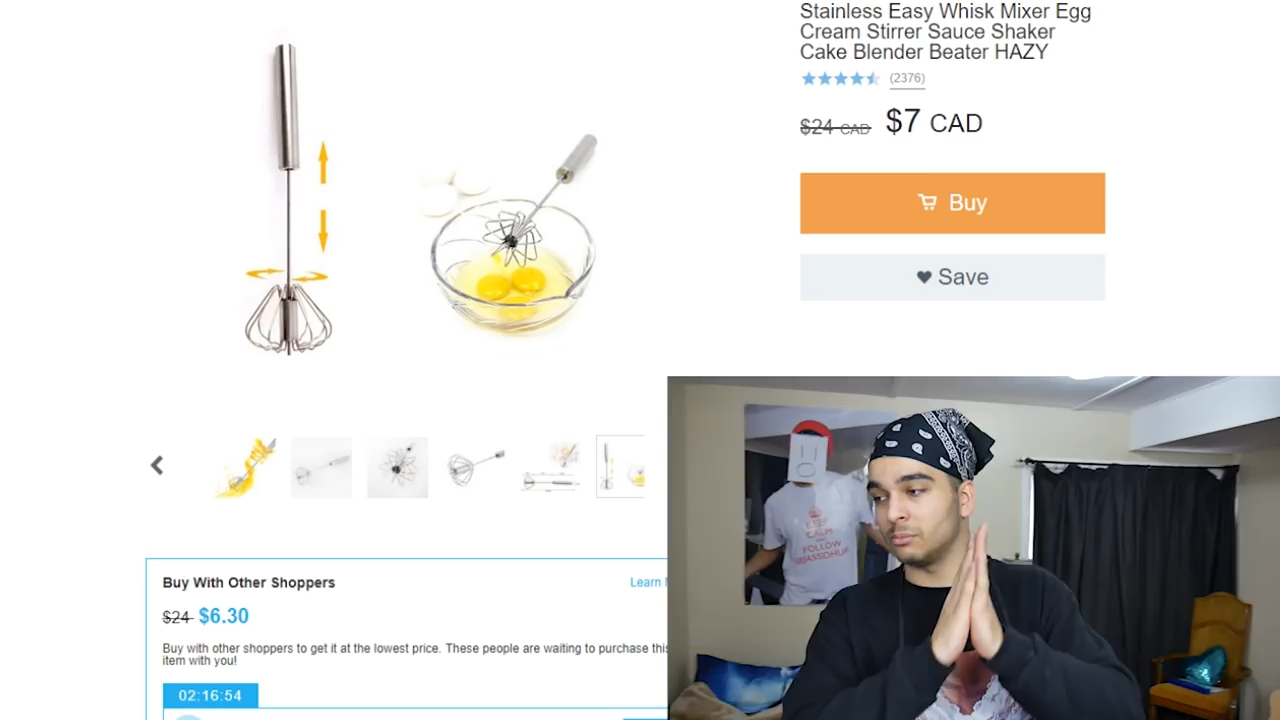 Stainless Easy Whisk Mixer Egg
Cream Stirrer Sauce Shaker
Cake Blender Beater HAZY
(2376)
$24 CAD $7 CAD
Buy
Save
Buy With Other Shoppers
Learn
$24 $6.30
Buy with other shoppers to get it at the lowest price. These people are waiting to purchase this
item with you!
02:16:54
KEEP
CALM
FOLLOW